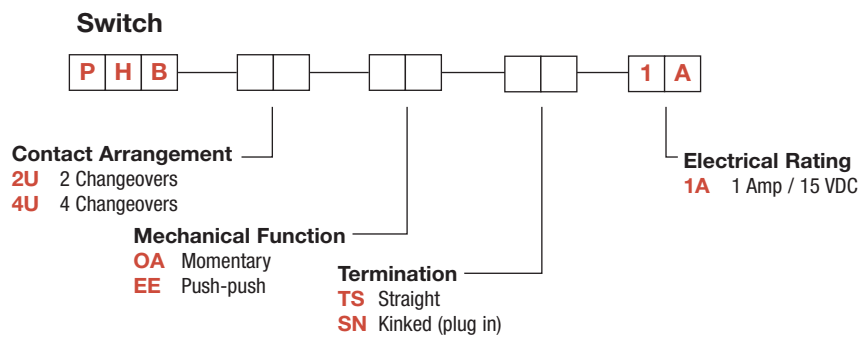 Switch
P H B 1 A
Contact Arrangement
2U 2 Changeovers
4U 4 Changeovers
Electrical Rating
1A 1 Amp / 15 VDC
Mechanical Function
OA Momentary
EE Push-push
Termination
TS Straight
SN Kinked (plug in)